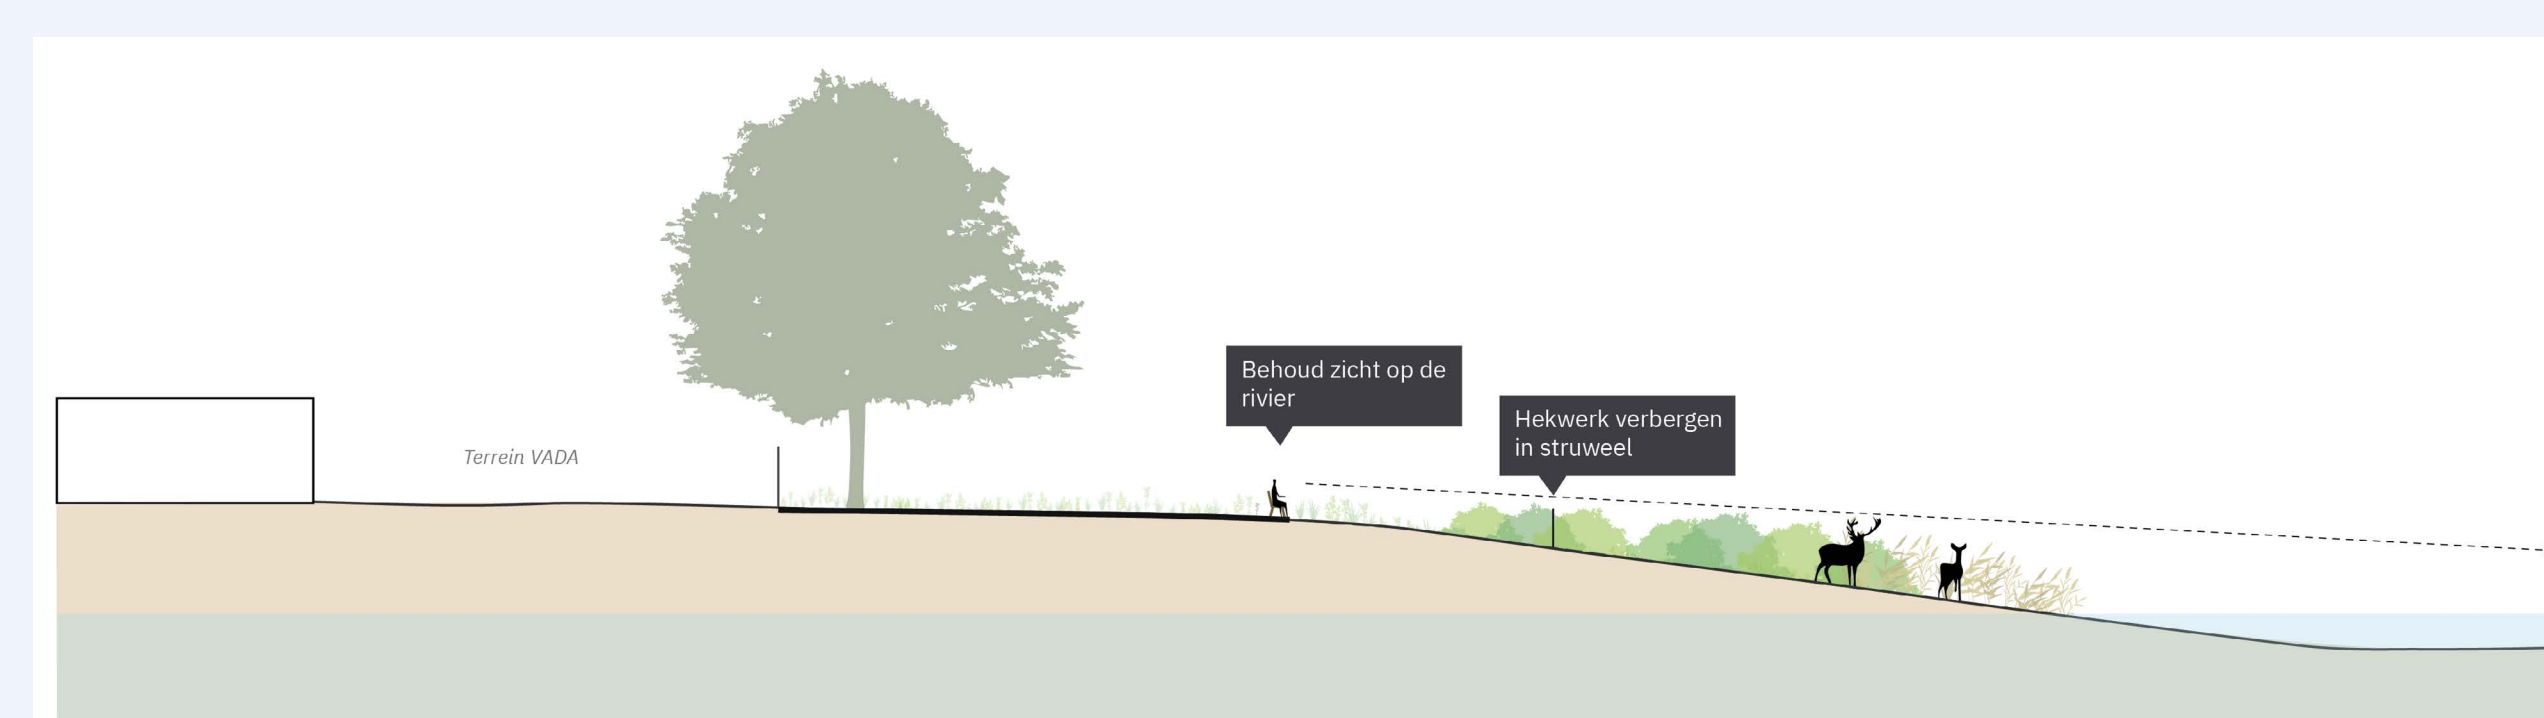 Behoud zicht op de
rivier
Hekwerk verbergen
in struweel
Terrein VADA